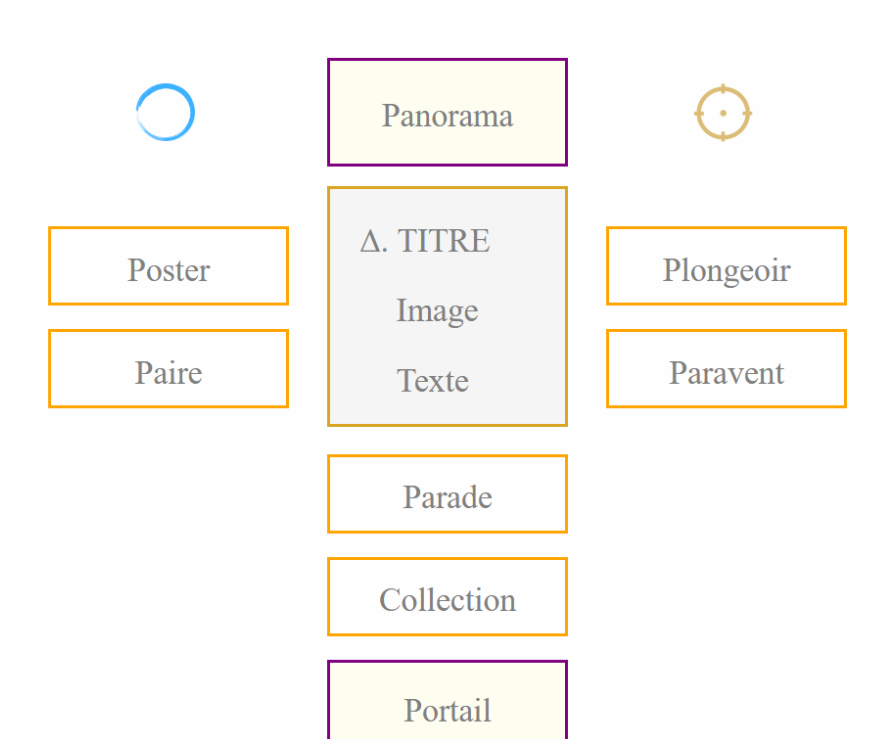 Panorama
Poster
Paire
Δ. TITRE
Image
Texte
Plongeoir
Paravent
Parade
Collection
Portail